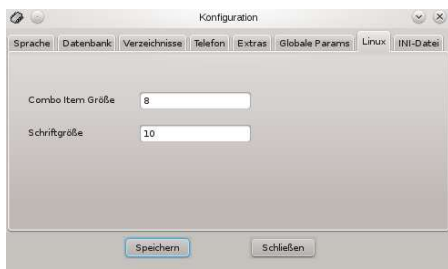 Konfiguration
Sprache Datenbank Verzeichnisse Telefon Extras Globale Params Linux INI-Datei
Combo Item Größe 8
Schriftgröße 10
Speichern Schließen